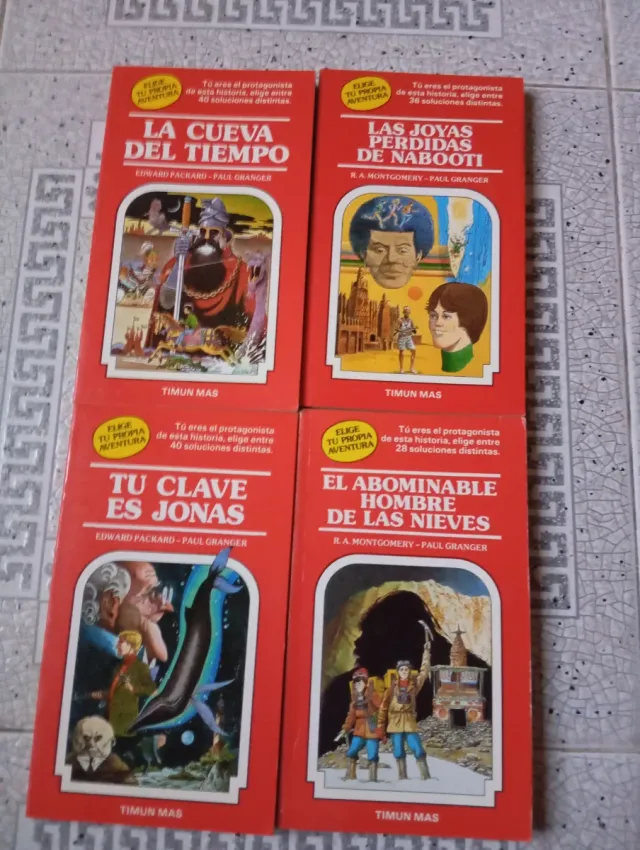 ELIGE
TU PROPIA
AVENTURA
Tú eres el protagonista
de esta historia, elige entre
40 soluciones distintas.
LA CUEVA
DEL TIEMPO
EDWARD PACKARD - PAUL GRANGER
TIMUN MAS
ELIGE
TU PROPIA
AVENTURA
Tú eres el protagonista
de esta historia, elige entre
36 soluciones distintas.
LAS JOYAS
PERDIDAS
DE NABOOTI
R. A. MONTGOMERY - PAUL GRANGER
TIMUN MAS
ELIGE
TU PROPIA
AVENTURA
Tú eres el protagonista
de esta historia, elige entre
40 soluciones distintas.
TU CLAVE
ES JONAS
EDWARD PACKARD - PAUL GRANGER
TIMUN MAS
ELIGE
TU PROPIA
AVENTURA
Tú eres el protagonista
de esta historia, elige entre
28 soluciones distintas.
EL ABOMINABLE
HOMBRE
DE LAS NIEVES
R. A. MONTGOMERY - PAUL GRANGER
TIMUN MAS